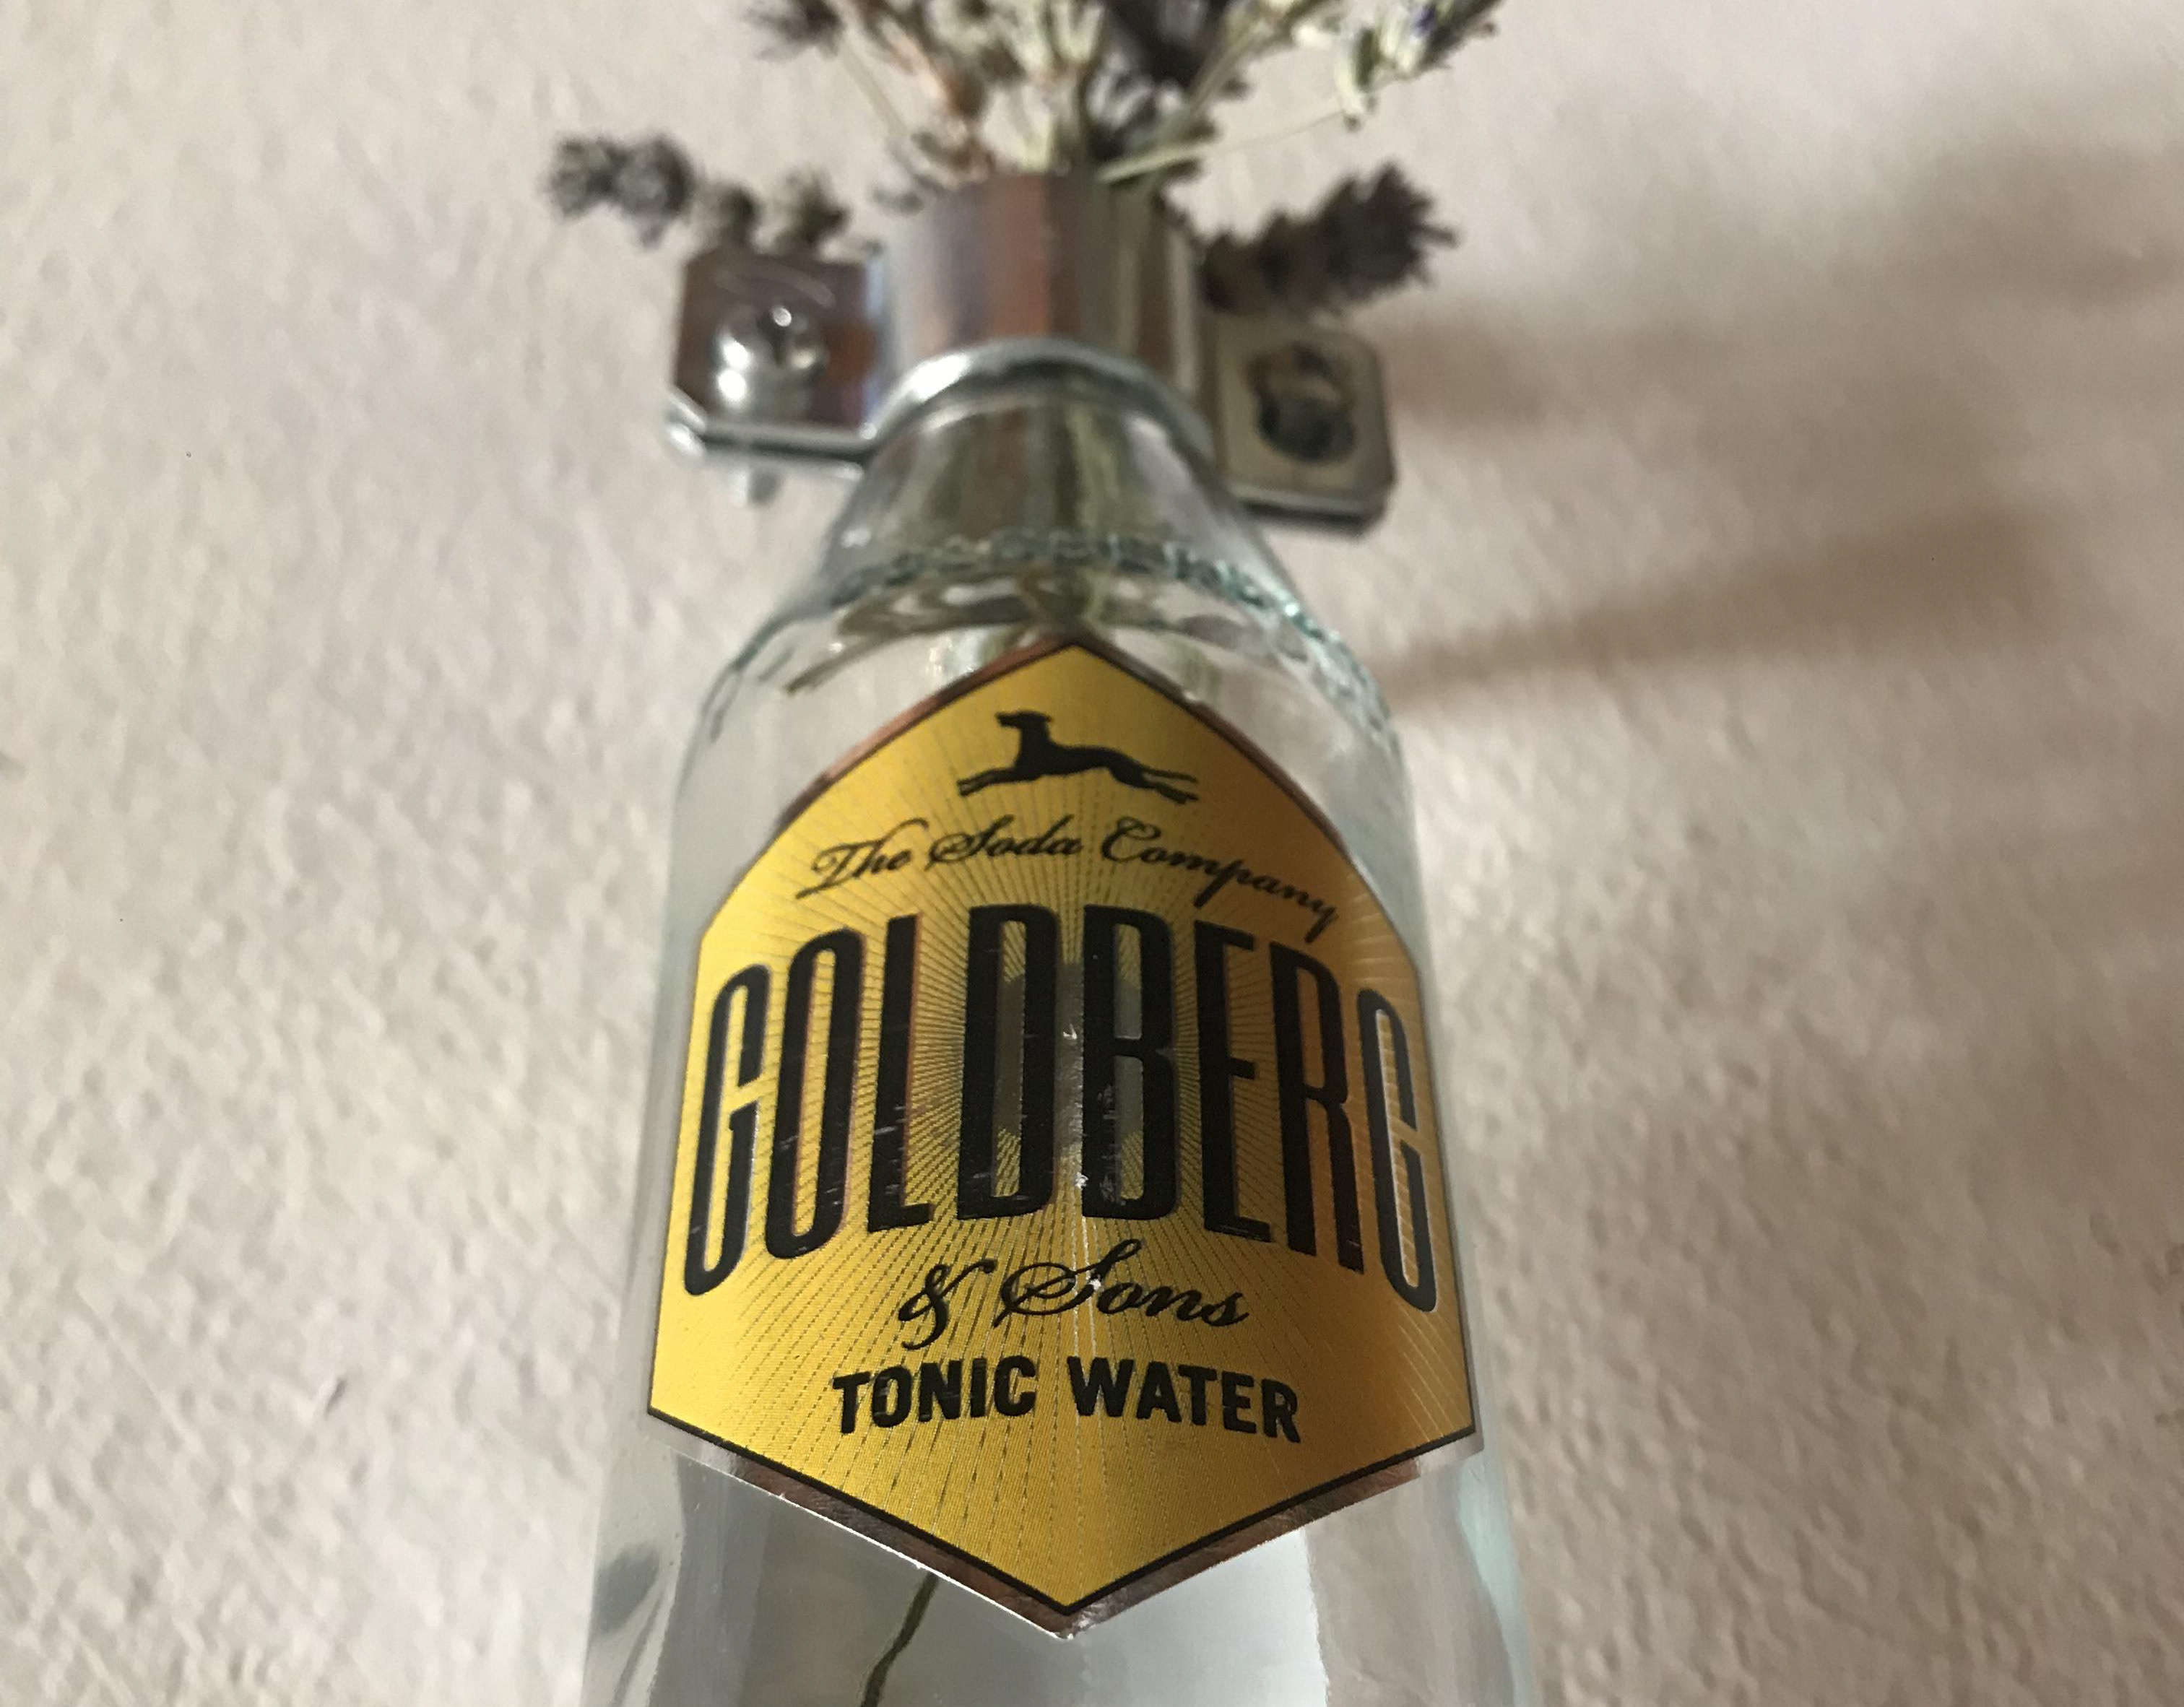 The Soda Company
GOLDBERG
& Sons
TONIC WATER